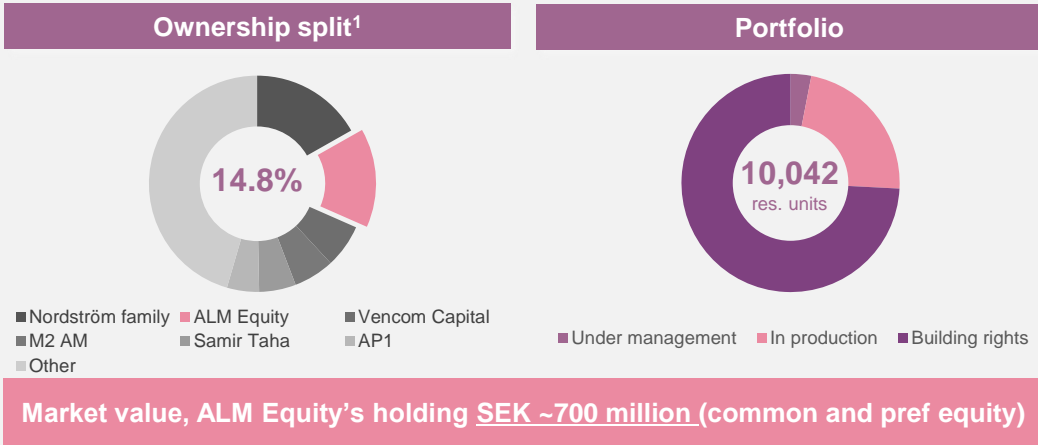 Ownership split1
Portfolio
14.8%
10,042
res. units
Nordström family ALM Equity Vencom Capital
M2 AM Samir Taha AP1
Other
Under management In production Building rights
Market value, ALM Equity's holding SEK ~700 million (common and pref equity)